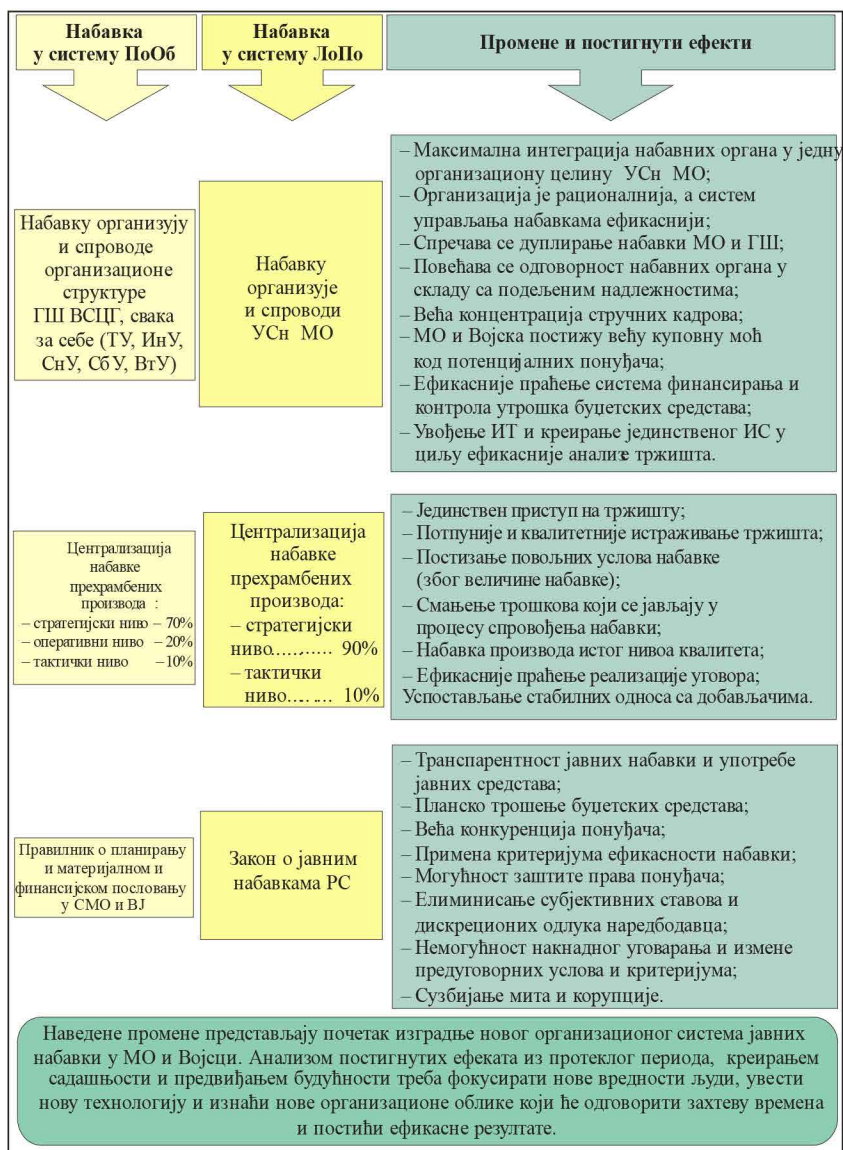 Набавка
у систему ПоОб
Набавка
у систему ЛоПо
Промене и постигнути ефекти
Набавку организују
и спроводе
организационе
структуре
ГШ ВСЦГ, свака
за себе (ТУ, ИнУ,
СнУ, СбУ, ВтУ)
Набавку
организује
и спроводи
УСн МО
– Максимална интеграција набавних органа у једну
организациону целину УСн МО;
– Организација је рационалнија, а систем
управљања набавкама ефикаснији;
– Спречава се дуплирање набавки МО и ГШ;
– Повећава се одговорност набавних органа у
складу са подељеним надлежностима;
– Већа концентрација стручних кадрова;
– МО и Војска постижу већу куповну моћ
код потенцијалних понуђача;
– Ефикасније праћење система финансирања и
контрола утрошка буџетских средстава;
– Увођење ИТ и креирање јединственог ИС у
циљу ефикасније анализе тржишта.
Централизација
набавке
прехрамбених
производа :
– стратегијски ниво – 70%
– оперативни ниво – 20%
– тактички ниво – 10%
Централизација
набавке
прехрамбених
производа:
– стратегијски
ниво.......... 90%
– тактички
ниво........ 10%
– Јединствен приступ на тржишту;
– Потпуније и квалитетније истраживање тржишта;
– Постизање повољних услова набавке
(због величине набавке);
– Смањење трошкова који се јављају у
процесу спровођења набавки;
– Набавка производа истог нивоа квалитета;
– Ефикасније праћење реализације уговора;
Успостављање стабилних односа са добављачима.
Правилник о планирању
и материјалном и
финансијском пословању
у СМО и ВЈ
Закон о јавним
набавкама РС
– Транспарентност јавних набавки и употребе
јавних средстава;
– Планско трошење буџетских средстава;
– Већа конкуренција понуђача;
– Примена критеријума ефикасности набавки;
– Могућност заштите права понуђача;
– Елиминисање субјективних ставова и
дискреционих одлука наредбодавца;
– Немогућност накнадног уговарања и измене
предуговорних услова и критеријума;
– Сузбијање мита и корупције.
Наведене промене представљају почетак изградње новог организационог система јавних
набавки у МО и Војсци. Анализом постигнутих ефеката из протеклог периода, креирањем
садашњости и предвиђањем будућности треба фокусирати нове вредности људи, увести
нову технологију и изнаћи нове организационе облике који ће одговорити захтеву времена
и постићи ефикасне резултате.